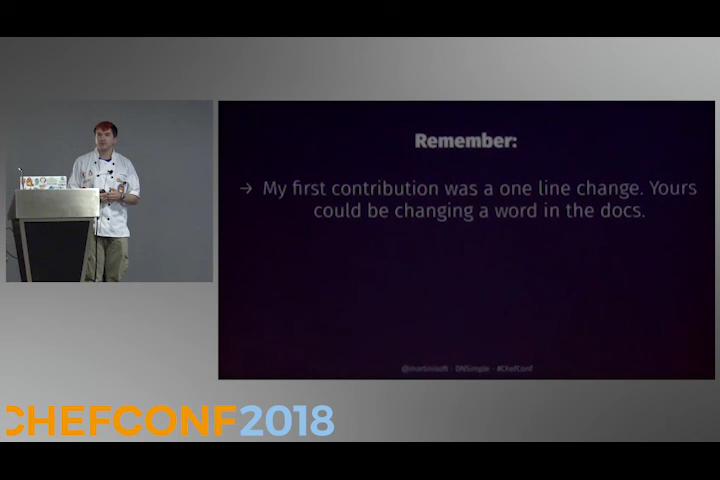 Remember:
→ My first contribution was a one line change. Yours
could be changing a word in the docs.
@martinisoft · DNSimple · #ChefConf
CHEFCONF2018